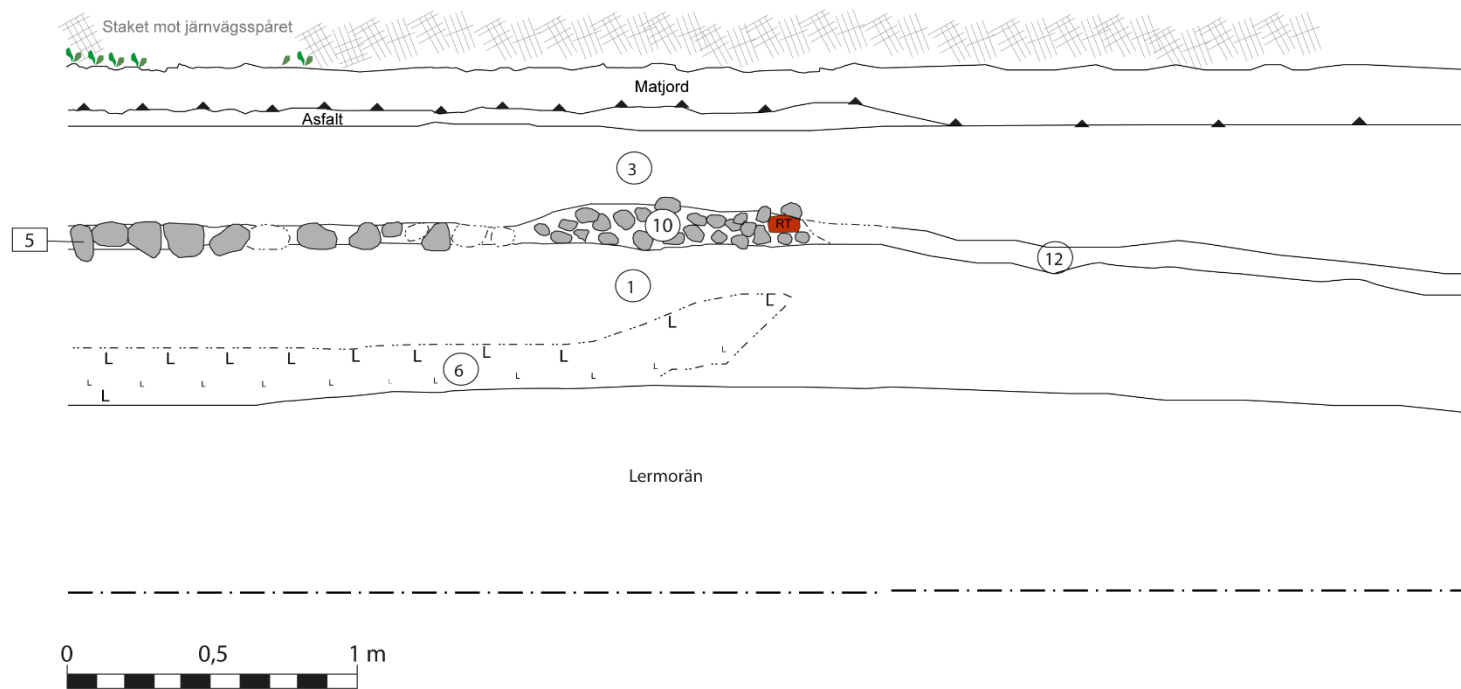 Staket mot järnvägsspåret
Matjord
Asfalt
3
5
10
RT
12
1
L
L
L L L L L L L L
6
L L L L L L L L L L L
L
Lermorän
0 0,5 1 m